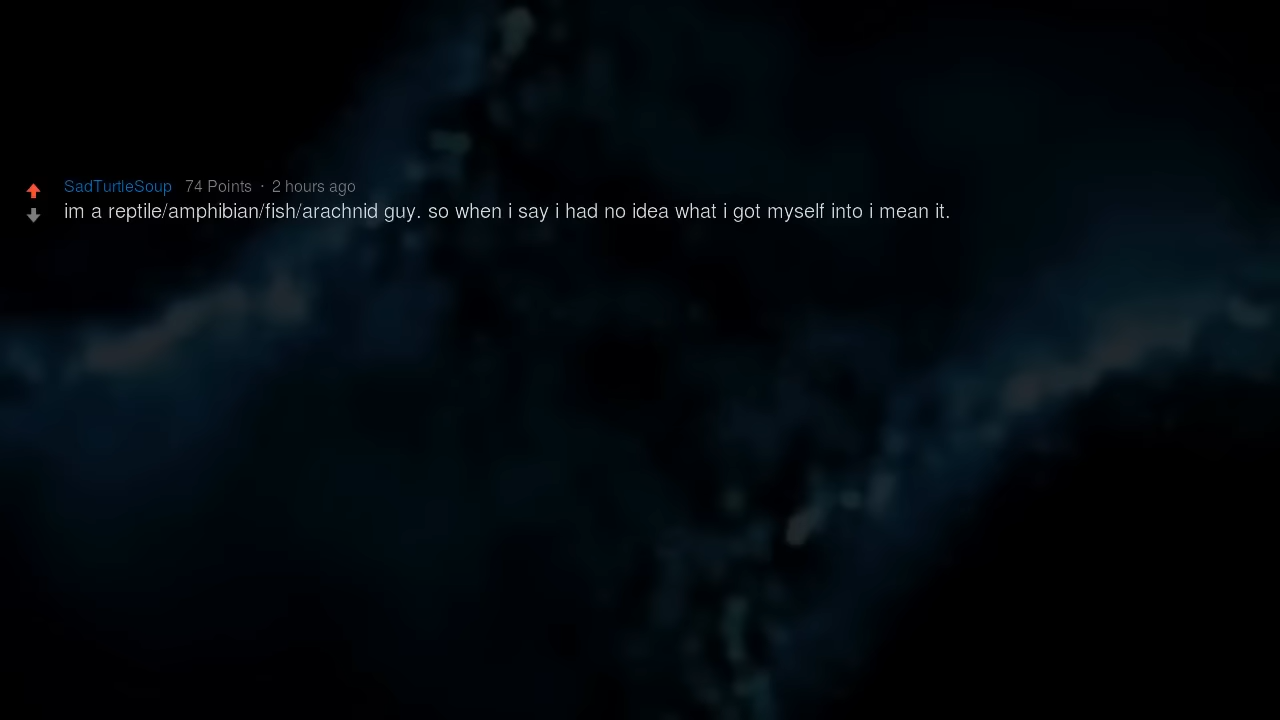 SadTurtleSoup 74 Points · 2 hours ago
im a reptile/amphibian/fish/arachnid guy. so when i say i had no idea what i got myself into i mean it.